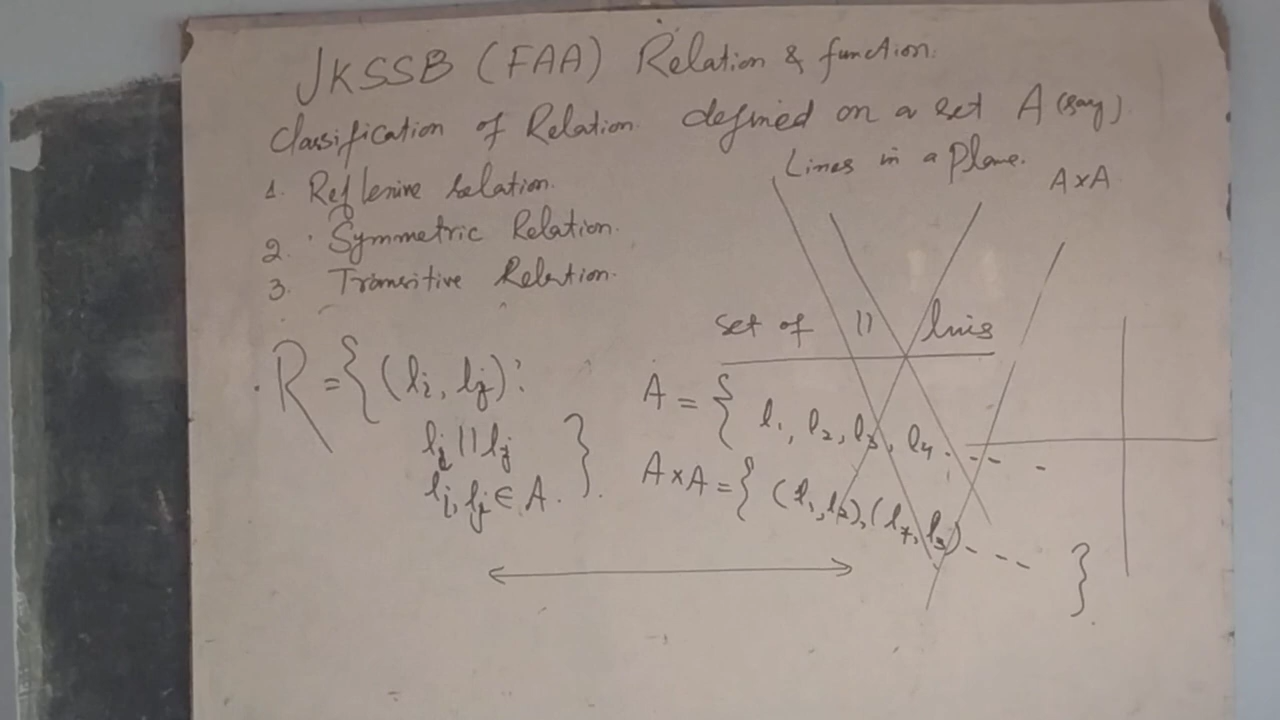 JKSSB (FAA) Relation & function.
Classification of Relation defined on a set A (say).
Lines in a Plane.
A×A
1. Reflexive Relation.
2. Symmetric Relation.
3. Transitive Relation.
set of || lines
R = { (li, lj) :
li || lj
li, lj ∈ A. }.
A = { l1, l2, l3, l4 - - - -
A×A = { (l1, l2), (l7, l3) - - - }